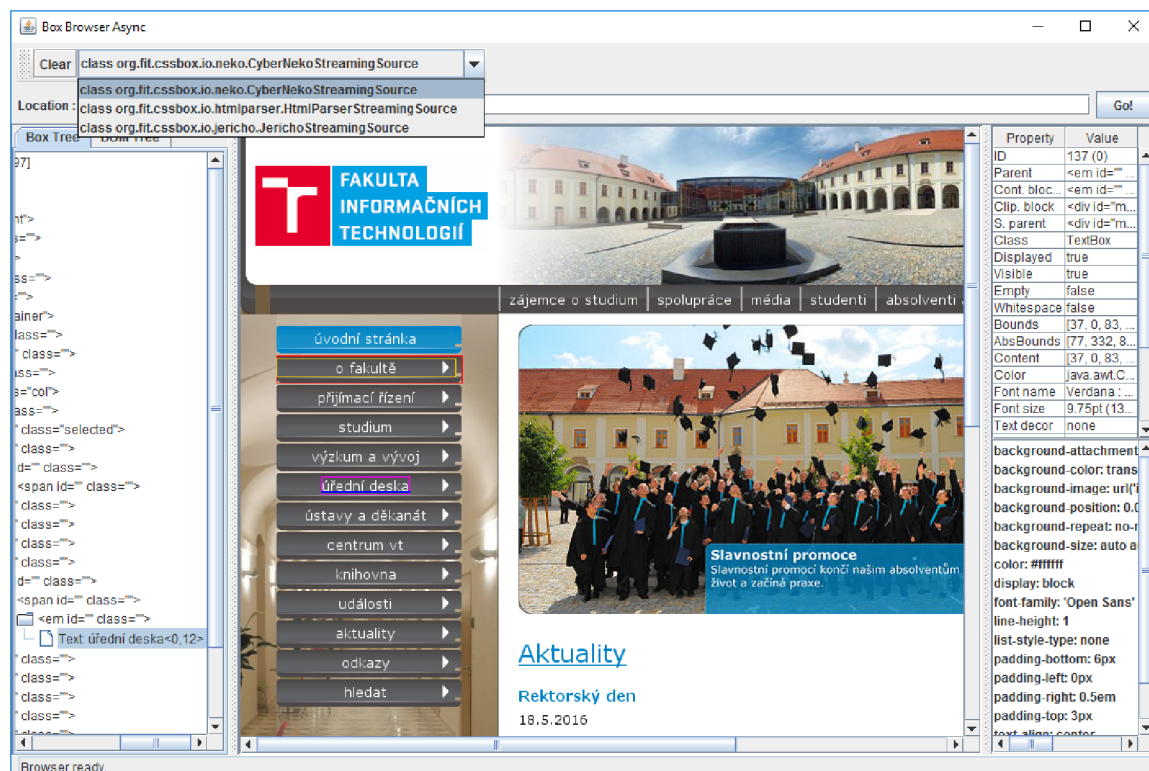 Box Browser Async
Clear
class org.fit.cssbox.io.neko.CyberNekoStreamingSource
class org.fit.cssbox.io.neko.CyberNekoStreamingSource
class org.fit.cssbox.io.htmlparser.HtmlParserStreamingSource
class org.fit.cssbox.io.jericho.JerichoStreamingSource
Location :
Go!
Box Tree
DOM Tree
97]
nt">
s="">
>
ss="">
="">
ainer">
lass="">
" class="">
ass="">
s="col">
ass="">
" class="selected">
" class="">
d="" class="">
<span id="" class="">
" class="">
" class="">
" class="">
" class="">
d="" class="">
<span id="" class="">
<em id="" class="">
Text: úřední deska<0,12>
" class="">
" class="">
" class="">
" class="">
FAKULTA
INFORMAČNÍCH
TECHNOLOGIÍ
zájemce o studium
spolupráce
média
studenti
absolventi a
úvodní stránka
o fakultě
přijímací řízení
studium
výzkum a vývoj
úřední deska
ústavy a děkanát
centrum vt
knihovna
události
aktuality
odkazy
hledat
Slavnostní promoce
Slavnostní promocí končí našim absolventům
život a začíná praxe.
Aktuality
Rektorský den
18.5.2016
Property Value
ID 137 (0)
Parent <em id="" ...
Cont. bloc... <em id="" ...
Clip. block <div id="m...
S. parent <div id="m...
Class TextBox
Displayed true
Visible true
Empty false
Whitespace false
Bounds [37, 0, 83, ...
AbsBounds [77, 332, 8...
Content [37, 0, 83, ...
Color java.awt.C...
Font name Verdana : ...
Font size 9.75pt (13...
Text decor none
background-attachment
background-color: trans
background-image: url('i
background-position: 0.0
background-repeat: no-r
background-size: auto a
color: #ffffff
display: block
font-family: 'Open Sans'
line-height: 1
list-style-type: none
padding-bottom: 6px
padding-left: 0px
padding-right: 0.5em
padding-top: 3px
text-align: center
Browser ready